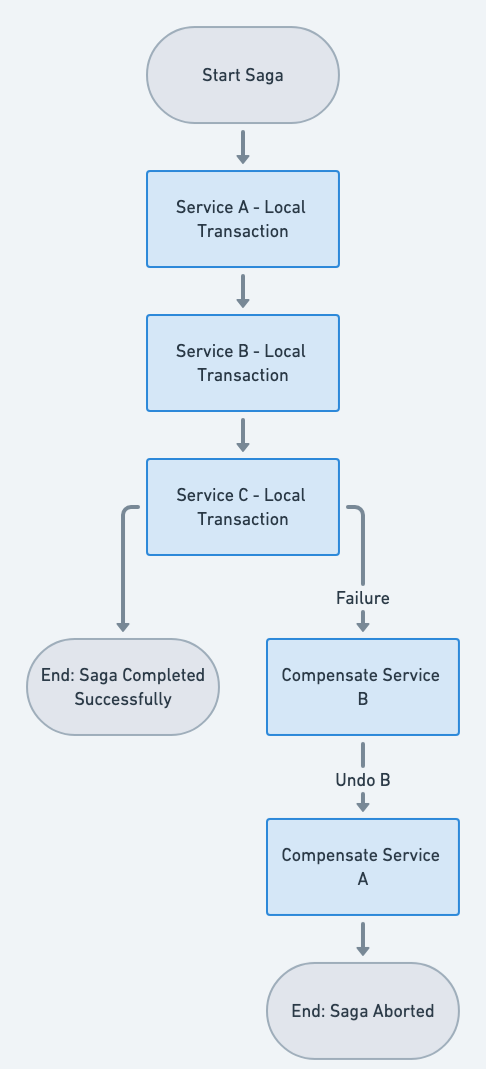 Start Saga
Service A - Local
Transaction
Service B - Local
Transaction
Service C - Local
Transaction
Failure
End: Saga Completed
Successfully
Compensate Service
B
Undo B
Compensate Service
A
End: Saga Aborted